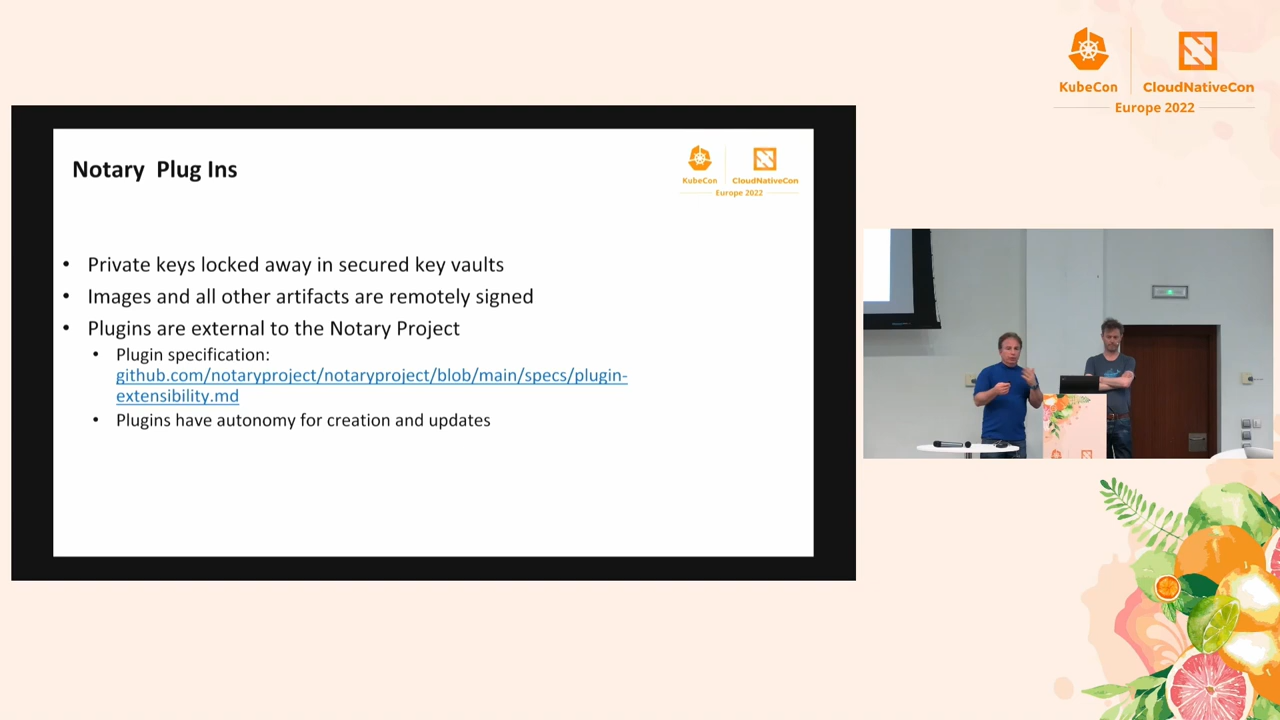 KubeCon
CloudNativeCon
Europe 2022
Notary  Plug Ins
KubeCon
CloudNativeCon
Europe 2022
• Private keys locked away in secured key vaults
• Images and all other artifacts are remotely signed
• Plugins are external to the Notary Project
• Plugin specification:
github.com/notaryproject/notaryproject/blob/main/specs/plugin-
extensibility.md
• Plugins have autonomy for creation and updates